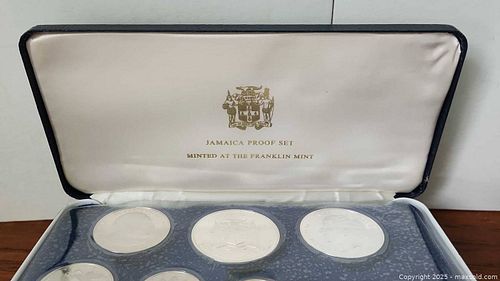 JAMAICA PROOF SET
MINTED AT THE FRANKLIN MINT
Copyright 2025 - maxsold.com